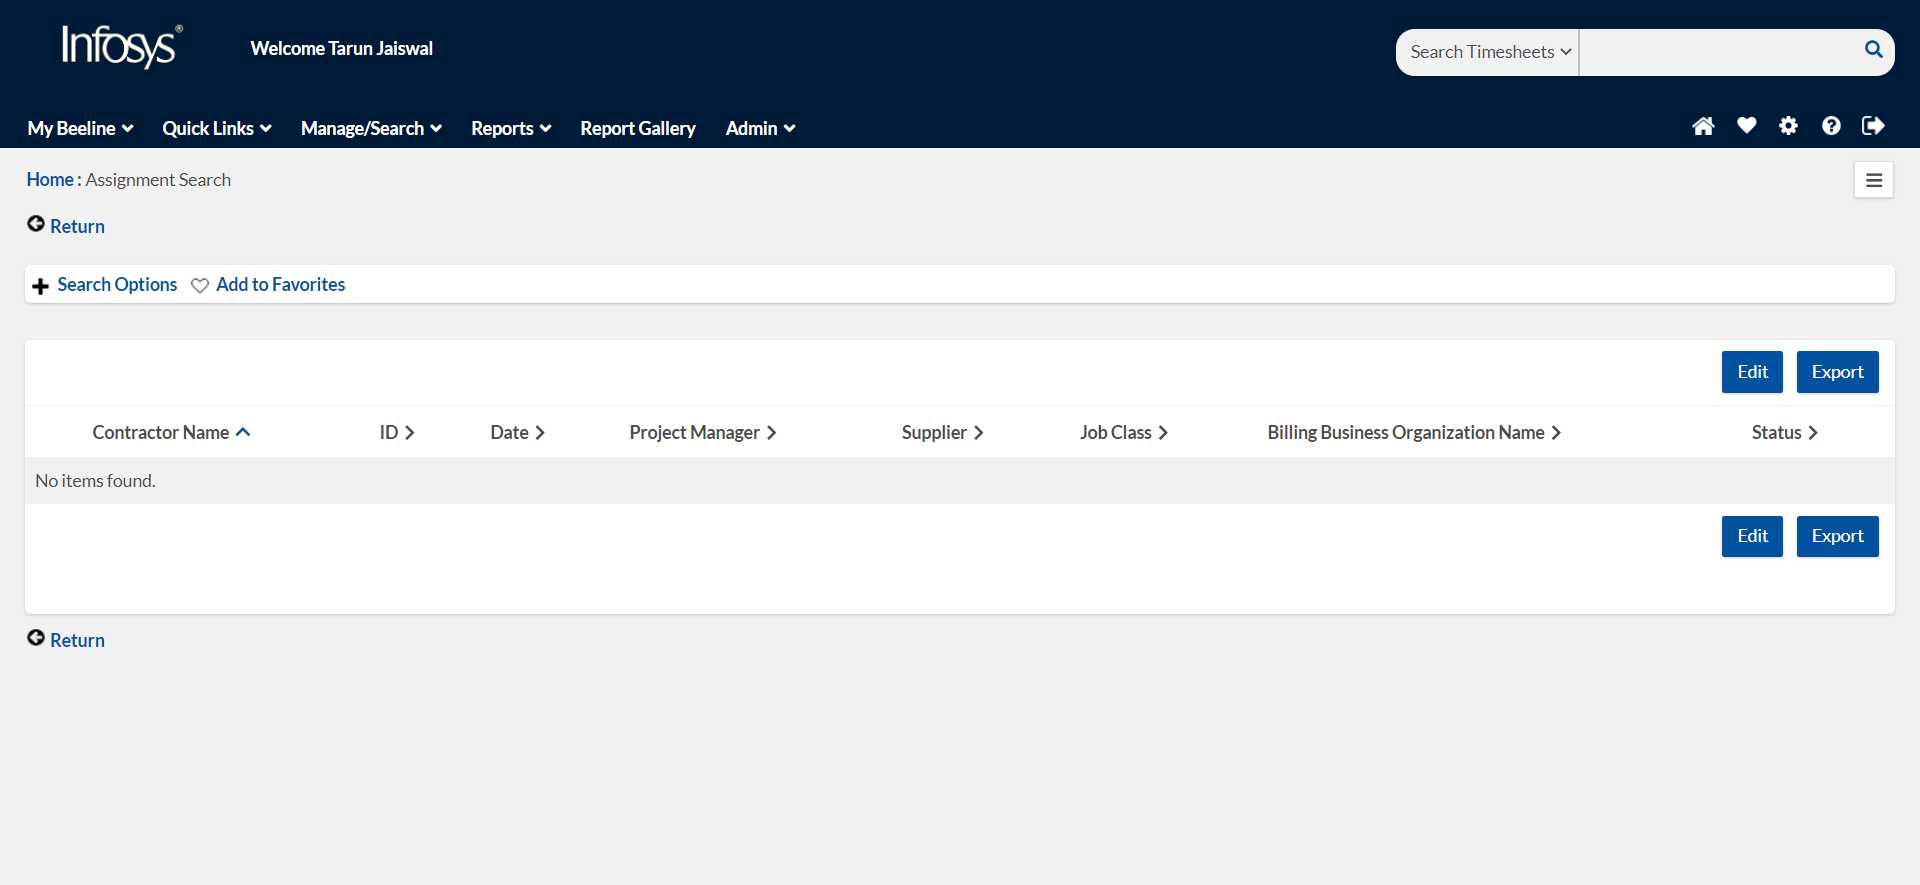 Infosys®
Welcome Tarun Jaiswal
Search Timesheets
My Beeline Quick Links Manage/Search Reports Report Gallery Admin
Home : Assignment Search
Return
Search Options Add to Favorites
Edit Export
Contractor Name ID Date Project Manager Supplier Job Class Billing Business Organization Name Status
No items found.
Edit Export
Return